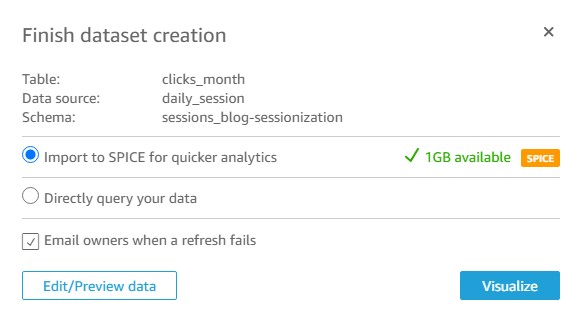 Finish dataset creation
Table: clicks_month
Data source: daily_session
Schema: sessions_blog-sessionization
Import to SPICE for quicker analytics 1GB available SPICE
Directly query your data
Email owners when a refresh fails
Edit/Preview data Visualize